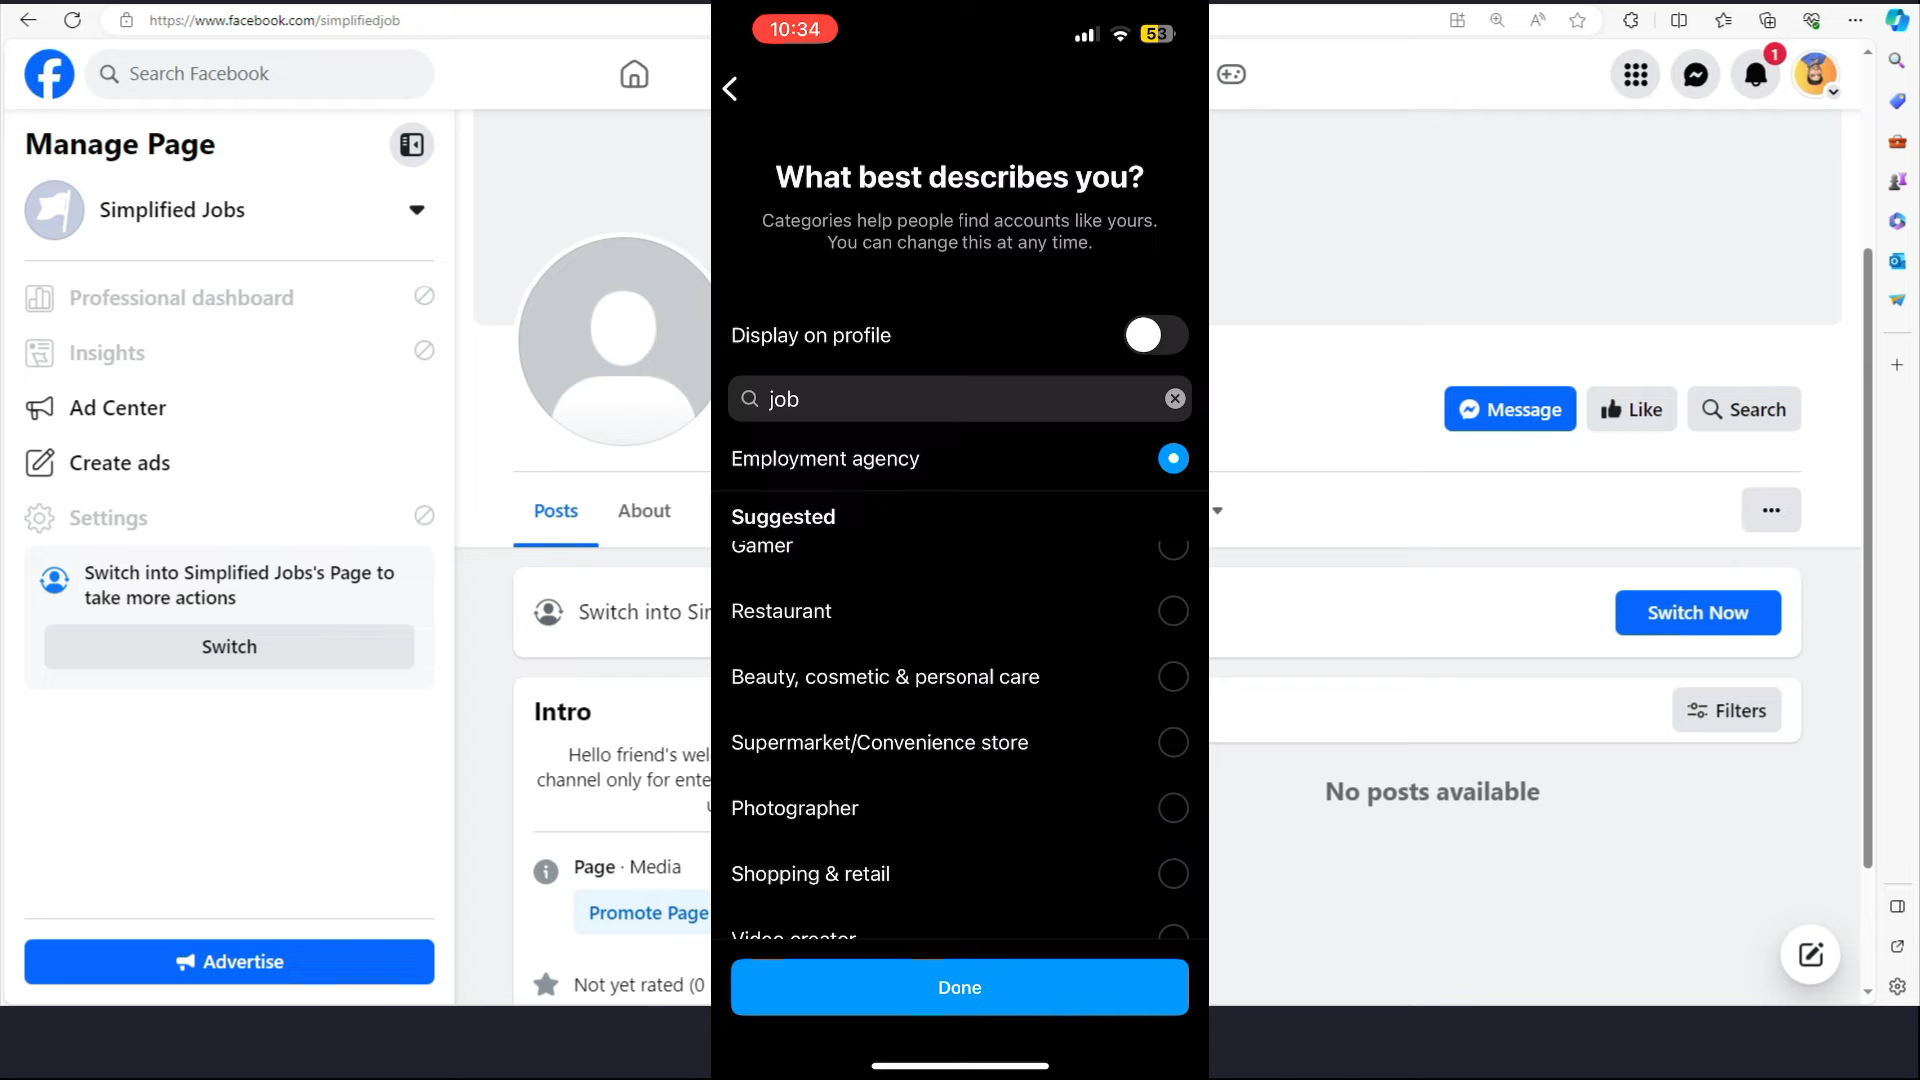 https://www.facebook.com/simplifiedjob
Search Facebook
1
Manage Page
Simplified Jobs
Professional dashboard
Insights
Ad Center
Create ads
Settings
Switch into Simplified Jobs's Page to
take more actions
Switch
Advertise
Posts
About
Switch into Si
Intro
Hello friend's wel
channel only for ente
Page · Media
Promote Page
Not yet rated (0
10:34
53
What best describes you?
Categories help people find accounts like yours.
You can change this at any time.
Display on profile
job
Employment agency
Suggested
Gamer
Restaurant
Beauty, cosmetic & personal care
Supermarket/Convenience store
Photographer
Shopping & retail
Video creator
Done
Message
Like
Search
Switch Now
Filters
No posts available